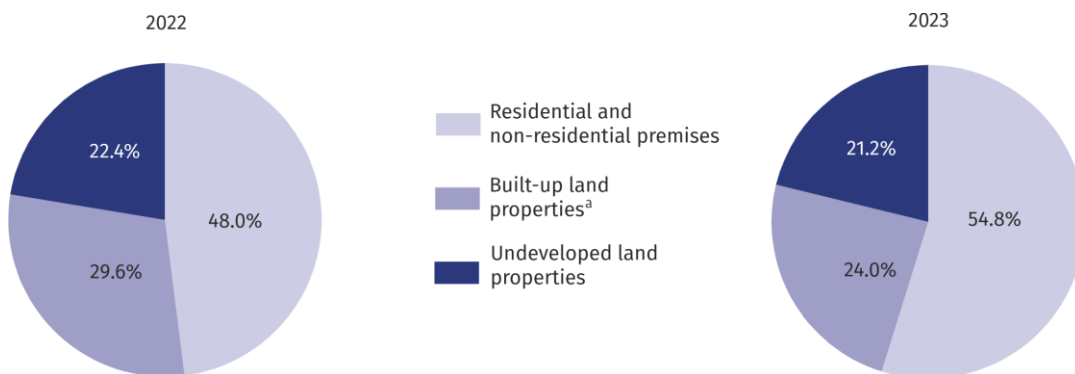 2022
22.4%
48.0%
29.6%
Residential and
non-residential premises
Built-up land
propertiesᵃ
Undeveloped land
properties
2023
21.2%
54.8%
24.0%